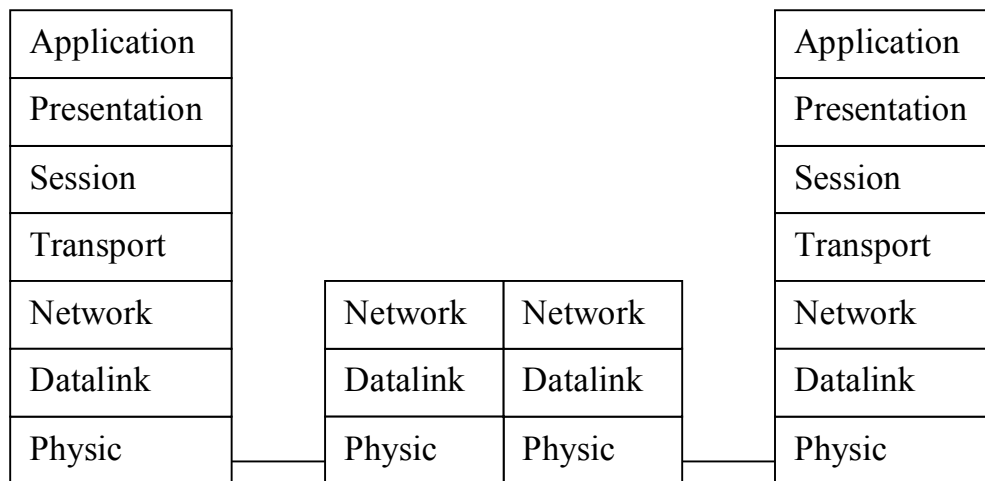 Application Application
Presentation Presentation
Session Session
Transport Transport
Network Network Network Network
Datalink Datalink Datalink Datalink
Physic Physic Physic Physic